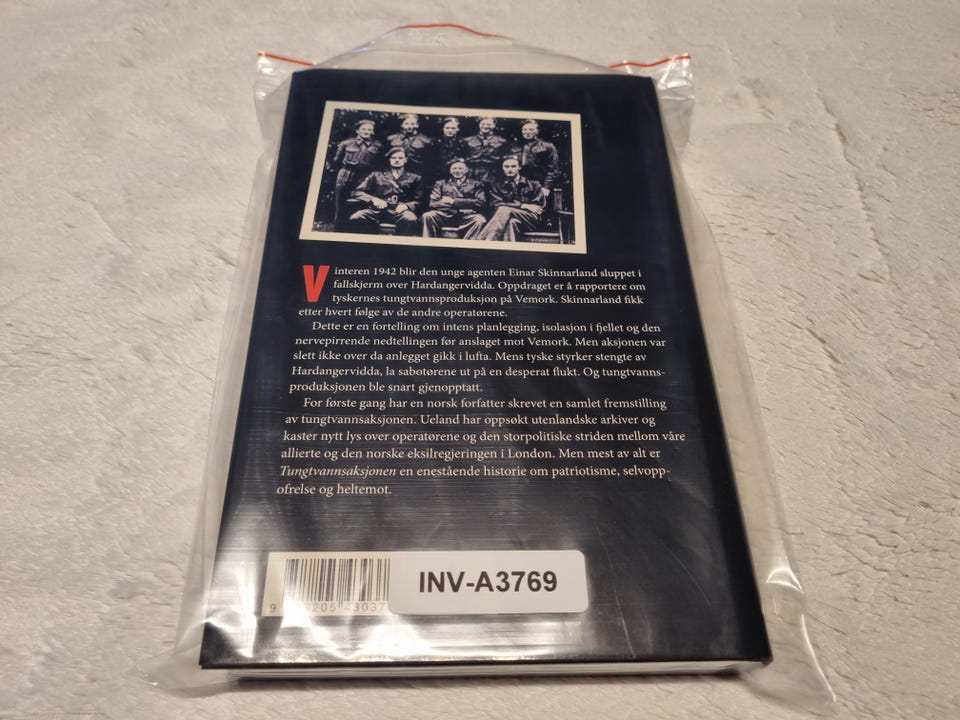 Vinteren 1942 blir den unge agenten Einar Skinnarland sluppet i
fallskjerm over Hardangervidda. Oppdraget er å rapportere om
tyskernes tungtvannsproduksjon på Vemork. Skinnarland fikk
etter hvert følge av de andre operatørene.
Dette er en fortelling om intens planlegging, isolasjon i fjellet og den
nervepirrende nedtellingen før anslaget mot Vemork. Men aksjonen var
slett ikke over da anlegget gikk i lufta. Mens tyske styrker stengte av
Hardangervidda, la sabotørene ut på en desperat flukt. Og tungtvanns-
produksjonen ble snart gjenopptatt.
For første gang har en norsk forfatter skrevet en samlet fremstilling
av tungtvannsaksjonen. Ueland har oppsøkt utenlandske arkiver og
kaster nytt lys over operatørene og den storpolitiske striden mellom våre
allierte og den norske eksilregjeringen i London. Men mest av alt er
Tungtvannsaksjonen en enestående historie om patriotisme, selvopp-
ofrelse og heltemot.
INV-A3769